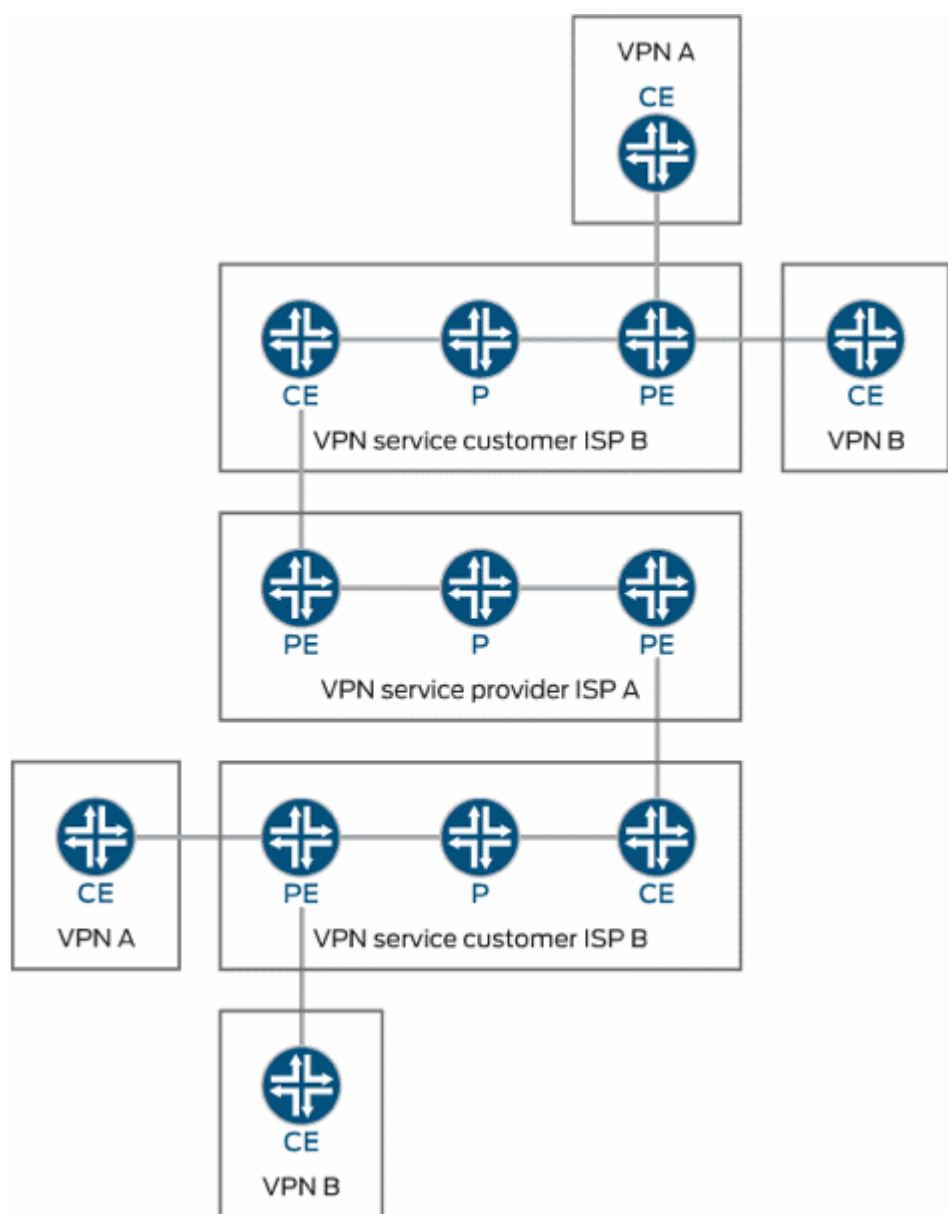 VPN A
CE
CE P PE CE
VPN service customer ISP B VPN B
PE P PE
VPN service provider ISP A
CE PE P CE
VPN A VPN service customer ISP B
CE
VPN B